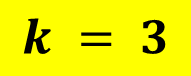 k = 3